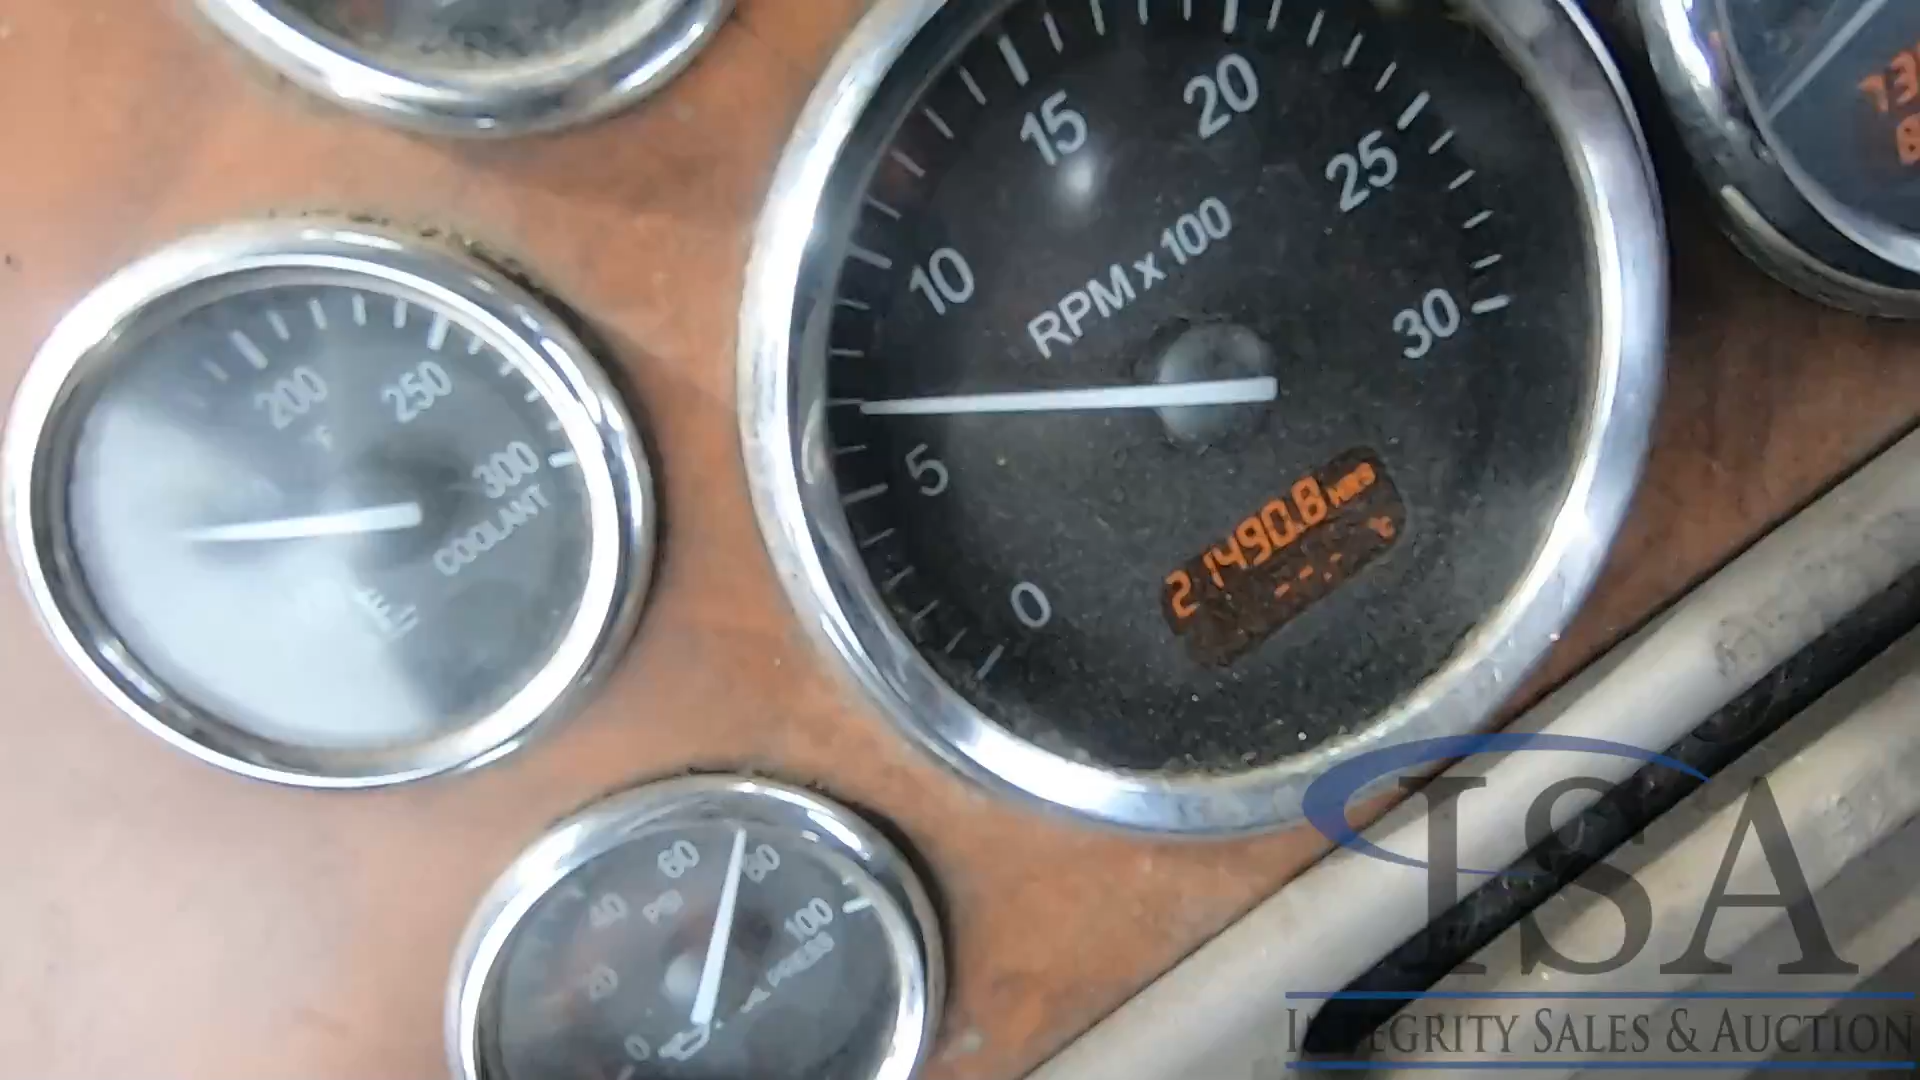 15
20
25
10
RPM x 100
30
5
0
21490.8 HRS
--.- °C
200
250
°F
300
COOLANT
60
80
40
PSI
100
20
PRESS
0
ISA
INTEGRITY SALES & AUCTION